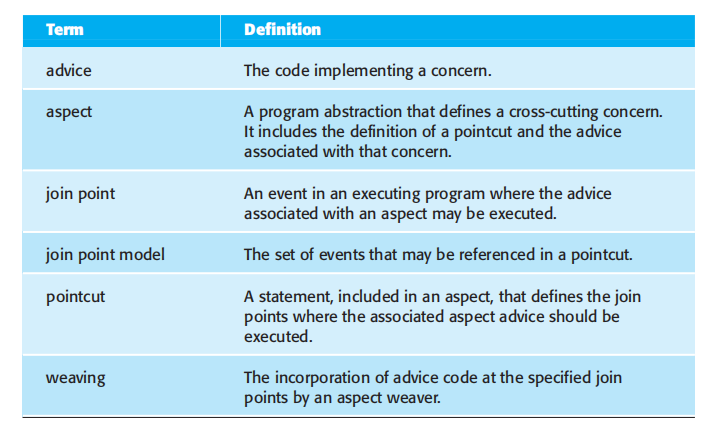 Term Definition
advice The code implementing a concern.
aspect A program abstraction that defines a cross-cutting concern.
It includes the definition of a pointcut and the advice
associated with that concern.
join point An event in an executing program where the advice
associated with an aspect may be executed.
join point model The set of events that may be referenced in a pointcut.
pointcut A statement, included in an aspect, that defines the join
points where the associated aspect advice should be
executed.
weaving The incorporation of advice code at the specified join
points by an aspect weaver.